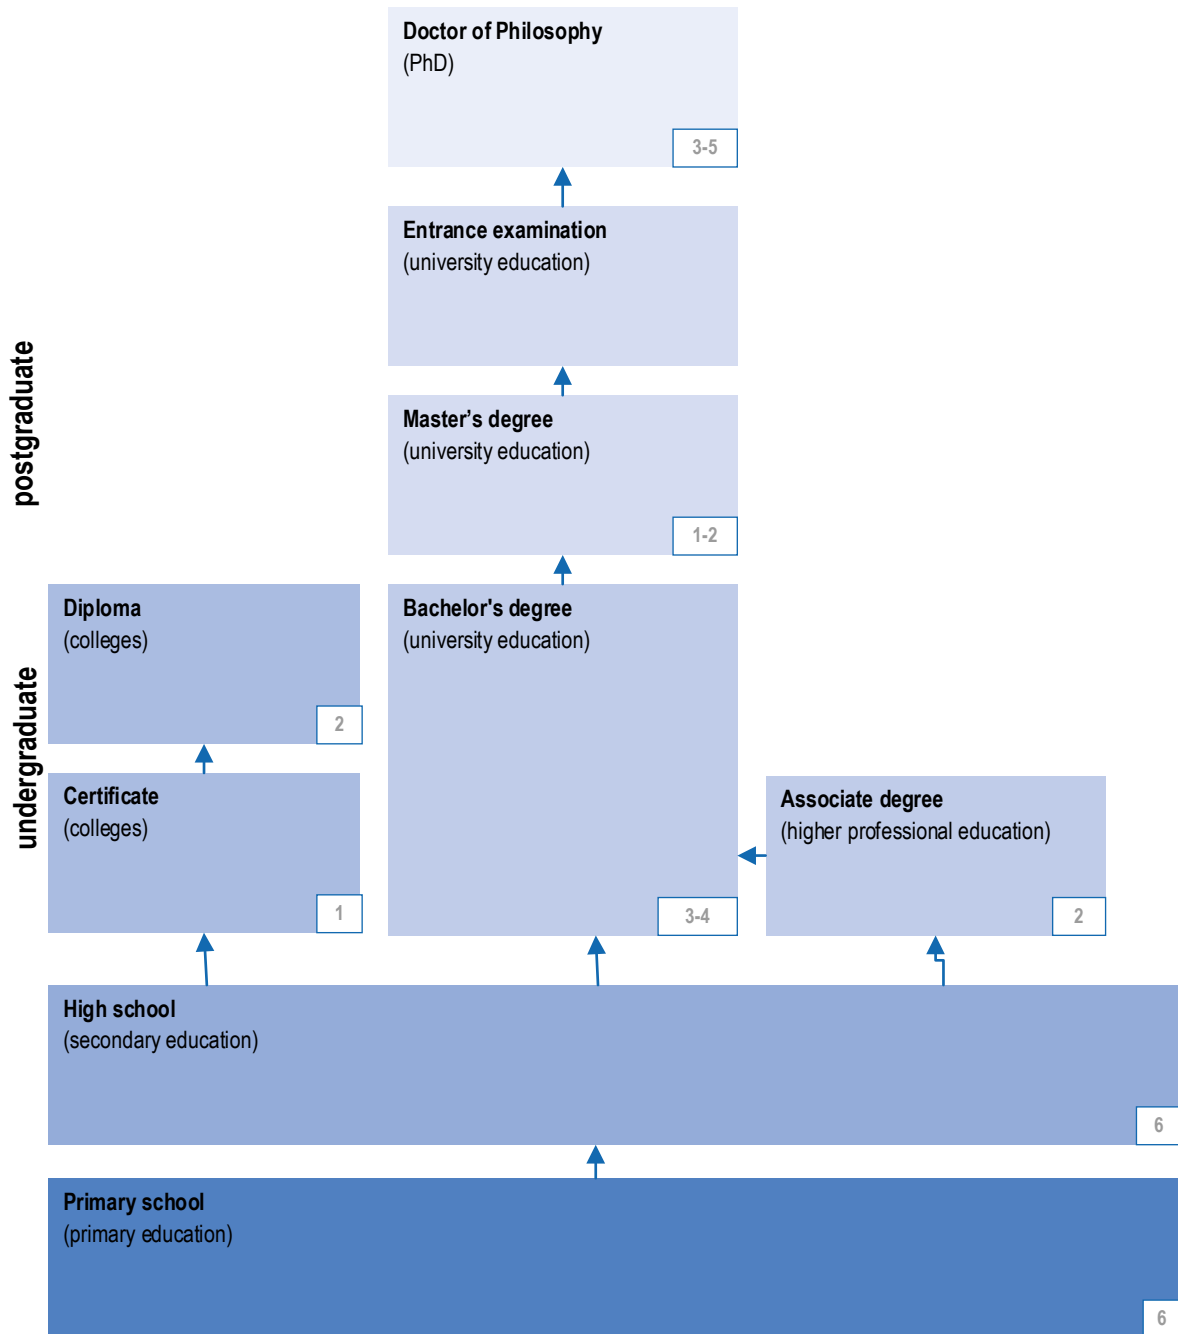 Doctor of Philosophy
(PhD)
3-5
Entrance examination
(university education)
postgraduate
Master’s degree
(university education)
1-2
Diploma
(colleges)
2
Bachelor's degree
(university education)
3-4
undergraduate
Certificate
(colleges)
1
Associate degree
(higher professional education)
2
High school
(secondary education)
6
Primary school
(primary education)
6